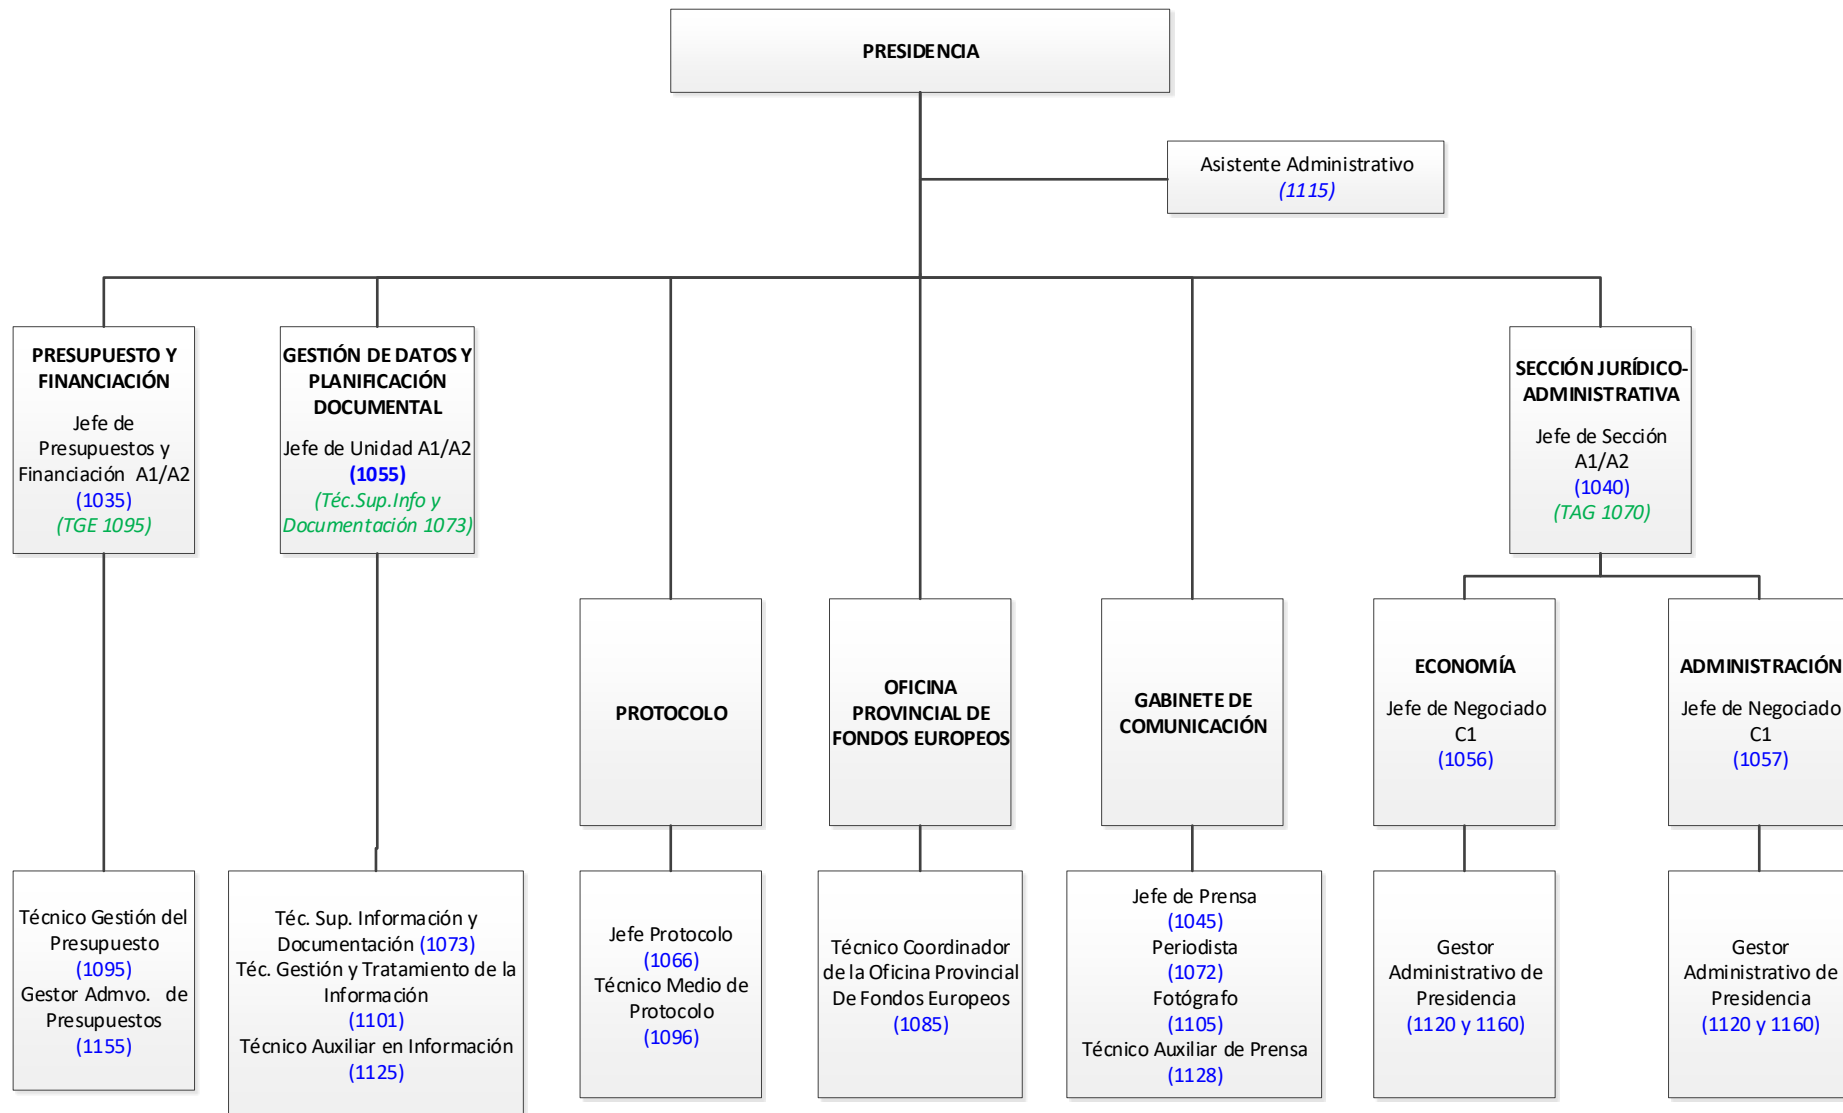 PRESIDENCIA
Asistente Administrativo
(1115)
PRESUPUESTO Y
FINANCIACIÓN
Jefe de
Presupuestos y
Financiación A1/A2
(1035)
(TGE 1095)
GESTIÓN DE DATOS Y
PLANIFICACIÓN
DOCUMENTAL
Jefe de Unidad A1/A2
(1055)
(Téc.Sup.Info y
Documentación 1073)
SECCIÓN JURÍDICO-
ADMINISTRATIVA
Jefe de Sección
A1/A2
(1040)
(TAG 1070)
PROTOCOLO
OFICINA
PROVINCIAL DE
FONDOS EUROPEOS
GABINETE DE
COMUNICACIÓN
ECONOMÍA
Jefe de Negociado
C1
(1056)
ADMINISTRACIÓN
Jefe de Negociado
C1
(1057)
Técnico Gestión del
Presupuesto
(1095)
Gestor Admvo. de
Presupuestos
(1155)
Téc. Sup. Información y
Documentación (1073)
Téc. Gestión y Tratamiento de la
Información
(1101)
Técnico Auxiliar en Información
(1125)
Jefe Protocolo
(1066)
Técnico Medio de
Protocolo
(1096)
Técnico Coordinador
de la Oficina Provincial
De Fondos Europeos
(1085)
Jefe de Prensa
(1045)
Periodista
(1072)
Fotógrafo
(1105)
Técnico Auxiliar de Prensa
(1128)
Gestor
Administrativo de
Presidencia
(1120 y 1160)
Gestor
Administrativo de
Presidencia
(1120 y 1160)